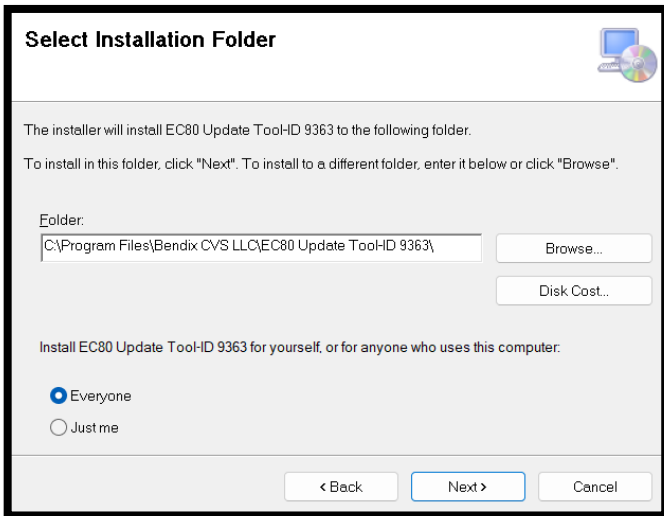 Select Installation Folder
The installer will install EC80 Update Tool-ID 9363 to the following folder.
To install in this folder, click "Next". To install to a different folder, enter it below or click "Browse".
Folder:
C:\Program Files\Bendix CVS LLC\EC80 Update Tool-ID 9363\
Browse...
Disk Cost...
Install EC80 Update Tool-ID 9363 for yourself, or for anyone who uses this computer:
Everyone
Just me
< Back
Next >
Cancel